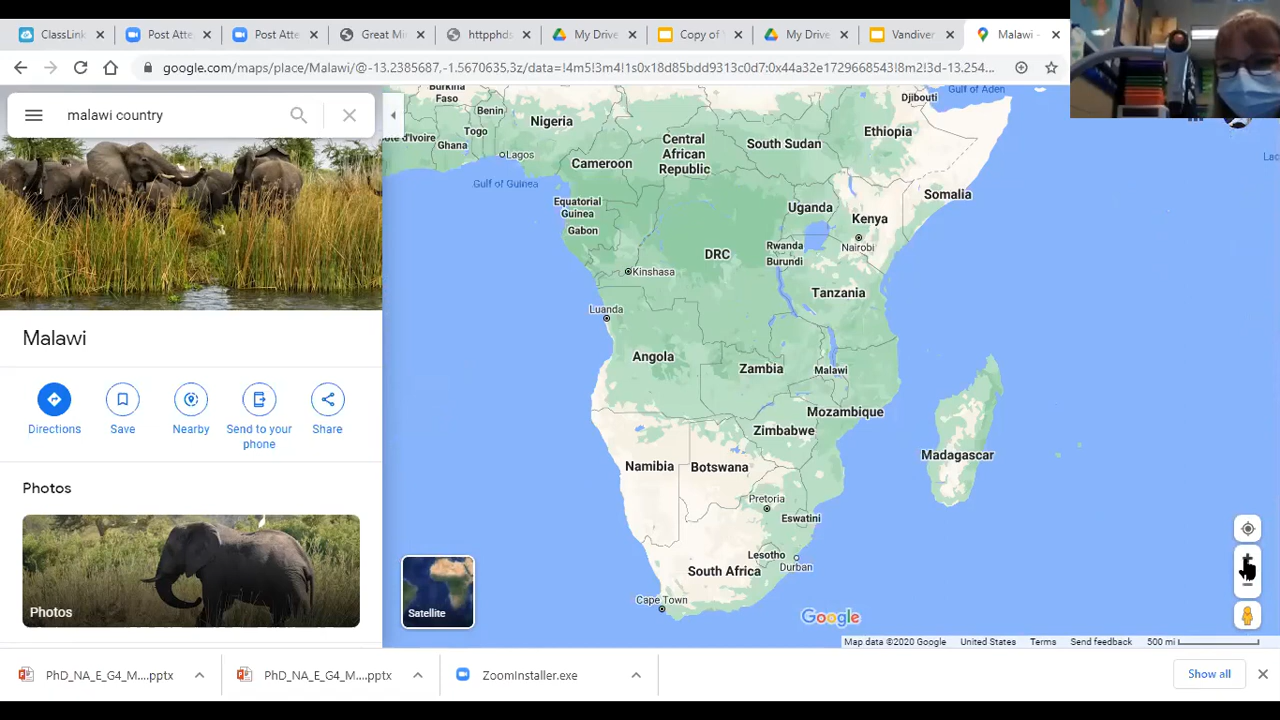 ClassLink
Post Atte
Post Atte
Great Mi
httpphds
My Drive
Copy of
My Drive
Vandiver
Malawi -
google.com/maps/place/Malawi/@-13.2385687,-1.5670635,3z/data=!4m5!3m4!1s0x18d85bdd9313c0d7:0x44a32e1729668543!8m2!3d-13.254...
malawi country
Malawi
Directions
Save
Nearby
Send to your
phone
Share
Photos
Photos
Burkina
Faso
Benin
Togo
Ghana
Côte d'Ivoire
Nigeria
Lagos
Gulf of Guinea
Cameroon
Central
African
Republic
South Sudan
Ethiopia
Djibouti
Gulf of Aden
Somalia
Equatorial
Guinea
Gabon
Uganda
Kenya
Nairobi
DRC
Rwanda
Burundi
Kinshasa
Tanzania
Luanda
Angola
Zambia
Malawi
Mozambique
Zimbabwe
Madagascar
Namibia
Botswana
Pretoria
Eswatini
Lesotho
Durban
South Africa
Cape Town
Satellite
Google
Map data ©2020 Google
United States
Terms
Send feedback
500 mi
PhD_NA_E_G4_M....pptx
PhD_NA_E_G4_M....pptx
ZoomInstaller.exe
Show all